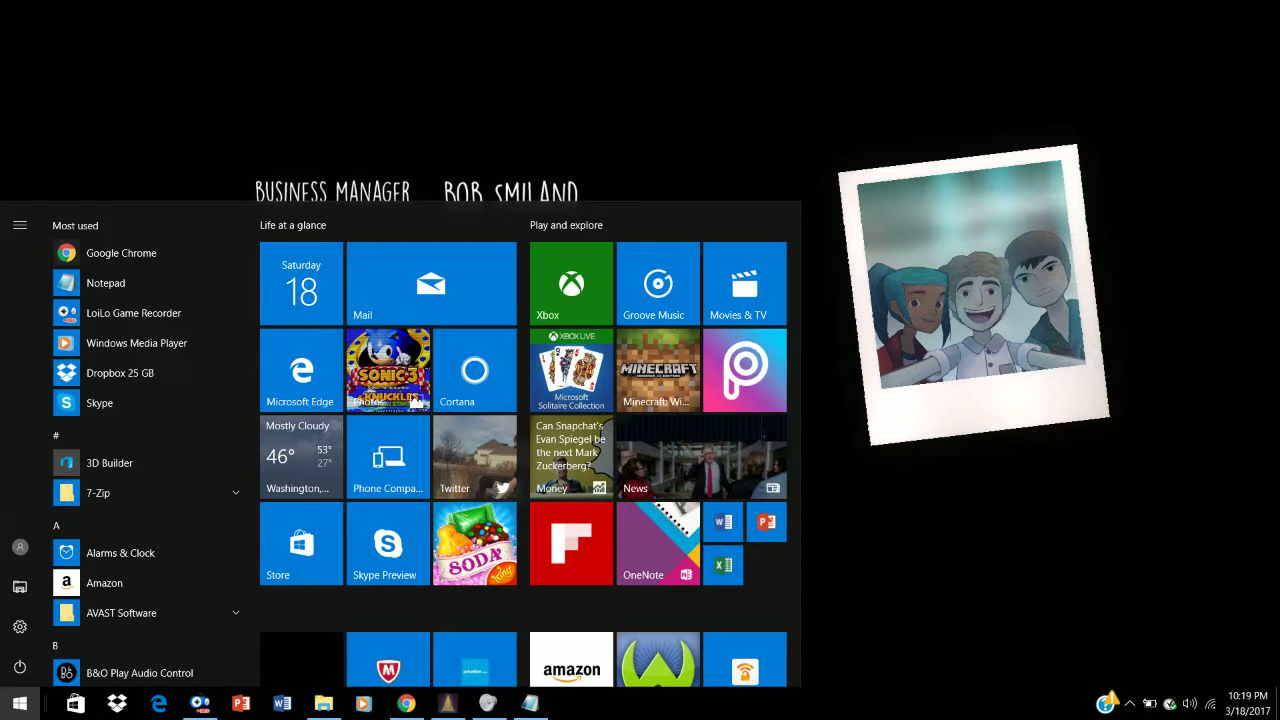 BUSINESS MANAGER BOB SMILAND
Most used
Google Chrome
Notepad
LoiLo Game Recorder
Windows Media Player
Dropbox 25 GB
Skype
#
3D Builder
7-Zip
A
Alarms & Clock
Amazon
AVAST Software
B
B&O Play Audio Control
Life at a glance
Saturday
18
Mail
Microsoft Edge
SONIC 3
& KNUCKLES
Photos
Cortana
Mostly Cloudy
46° 53°
27°
Washington,...
Phone Compa...
Twitter
Store
Skype Preview
SODA
King
Play and explore
Xbox
Groove Music
Movies & TV
XBOX LIVE
Microsoft
Solitaire Collection
MINECRAFT
Minecraft: Wi...
Can Snapchat's
Evan Spiegel be
the next Mark
Zuckerberg?
Money
News
OneNote
amazon
10:19 PM
3/18/2017